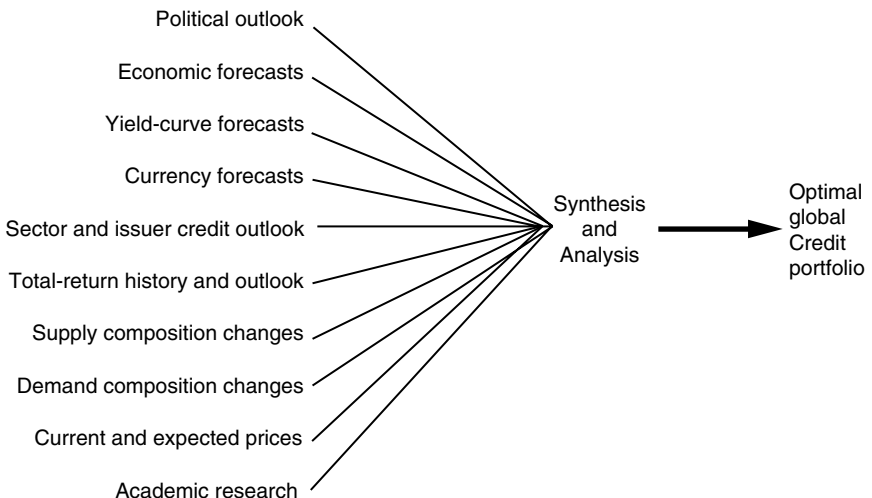 Political outlook
Economic forecasts
Yield-curve forecasts
Currency forecasts
Sector and issuer credit outlook
Total-return history and outlook
Supply composition changes
Demand composition changes
Current and expected prices
Academic research
Synthesis
and
Analysis
Optimal
global
Credit
portfolio